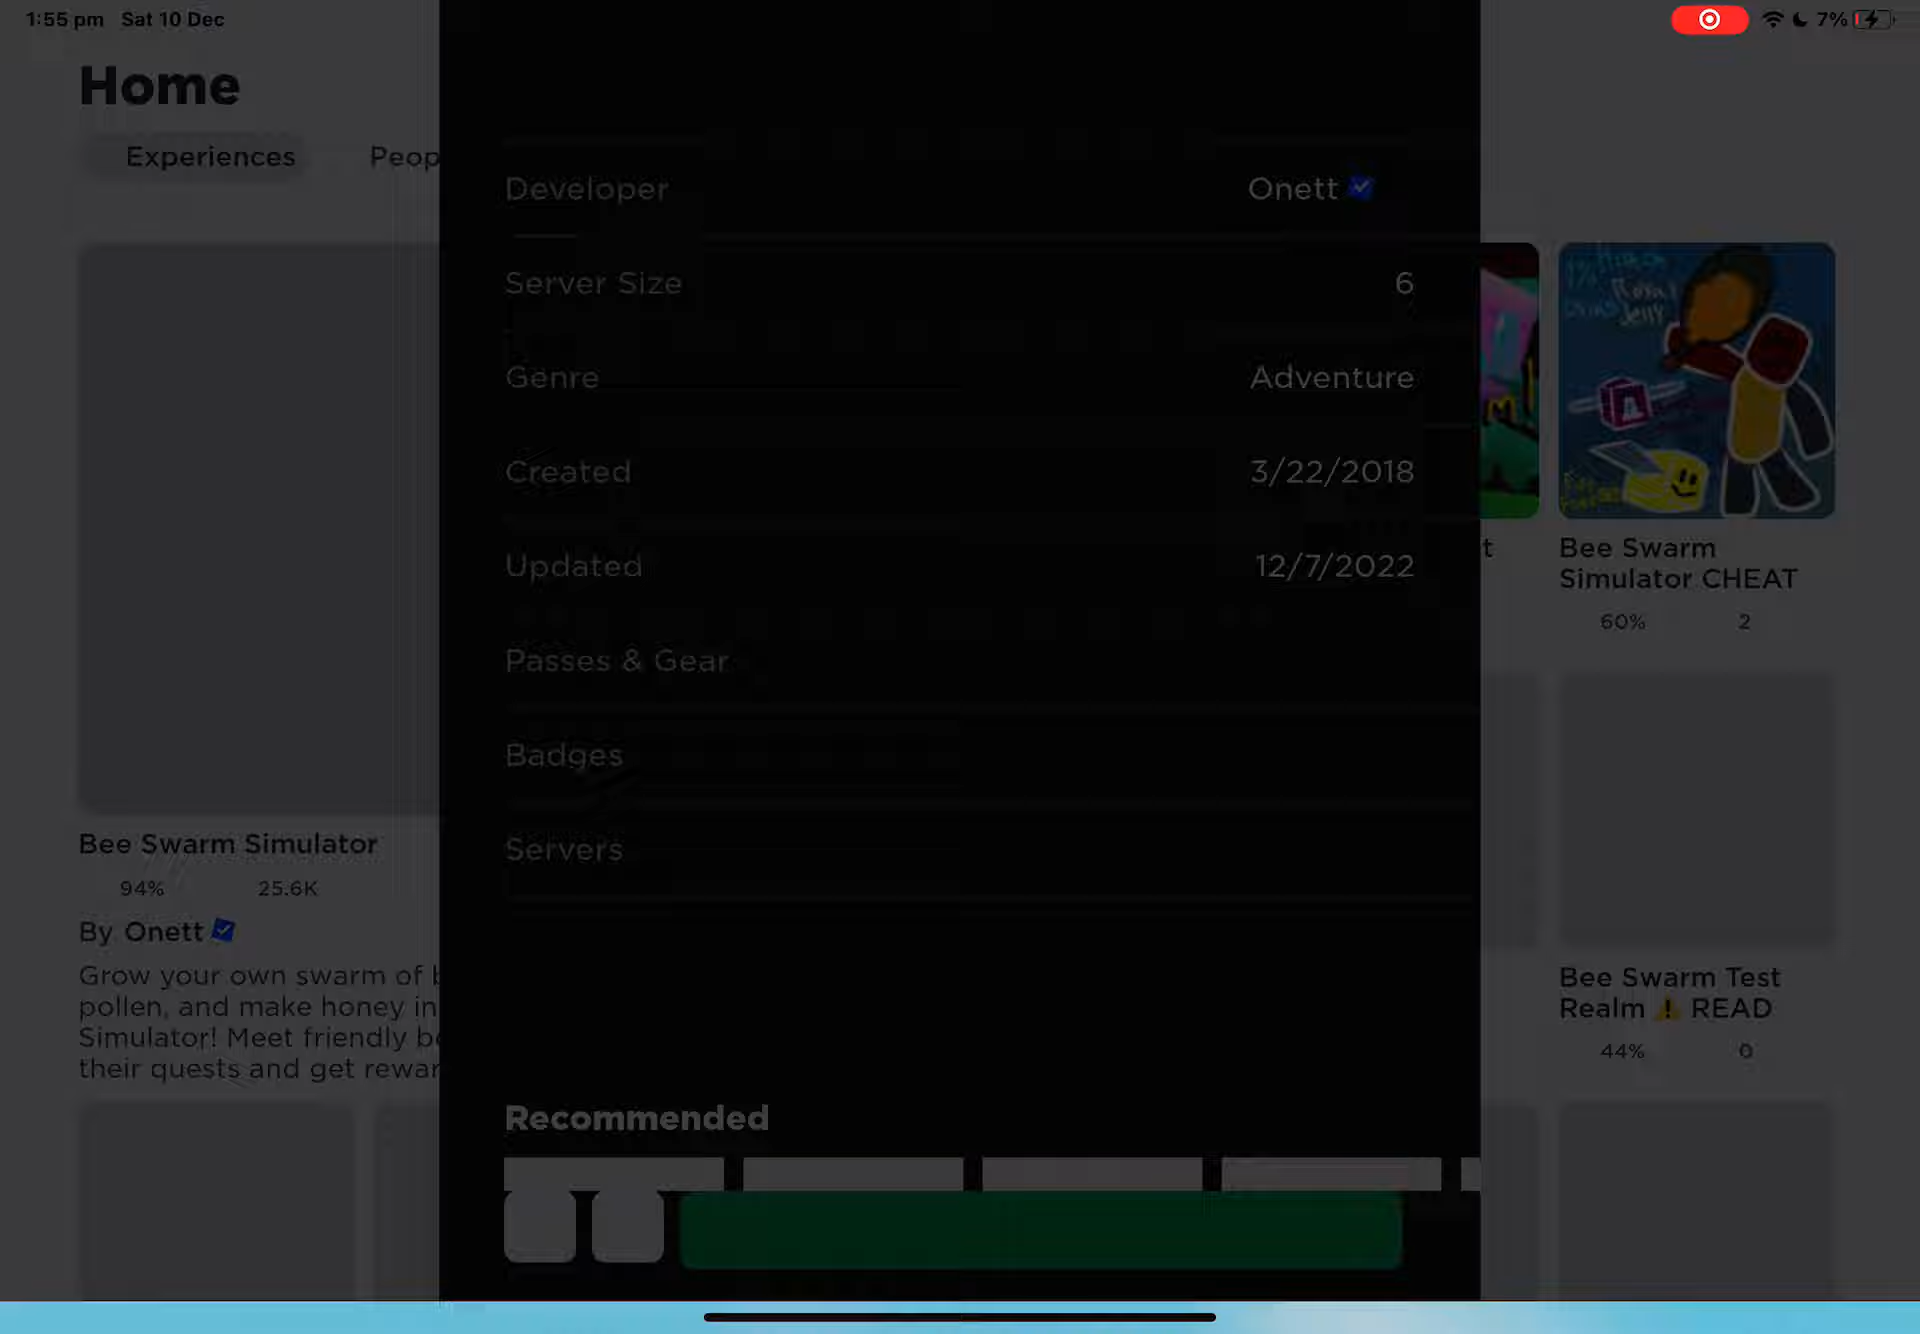 1:55 pm Sat 10 Dec
7%
Home
Experiences
Peop
Developer
Onett
Server Size
6
Genre
Adventure
Created
3/22/2018
Updated
12/7/2022
Passes & Gear
Badges
Servers
Recommended
Bee Swarm Simulator
94% 25.6K
By Onett
Grow your own swarm of b
pollen, and make honey in
Simulator! Meet friendly be
their quests and get rewar
t
Royal
Jelly
Bee Swarm
Simulator CHEAT
60% 2
Bee Swarm Test
Realm ⚠ READ
44% 0